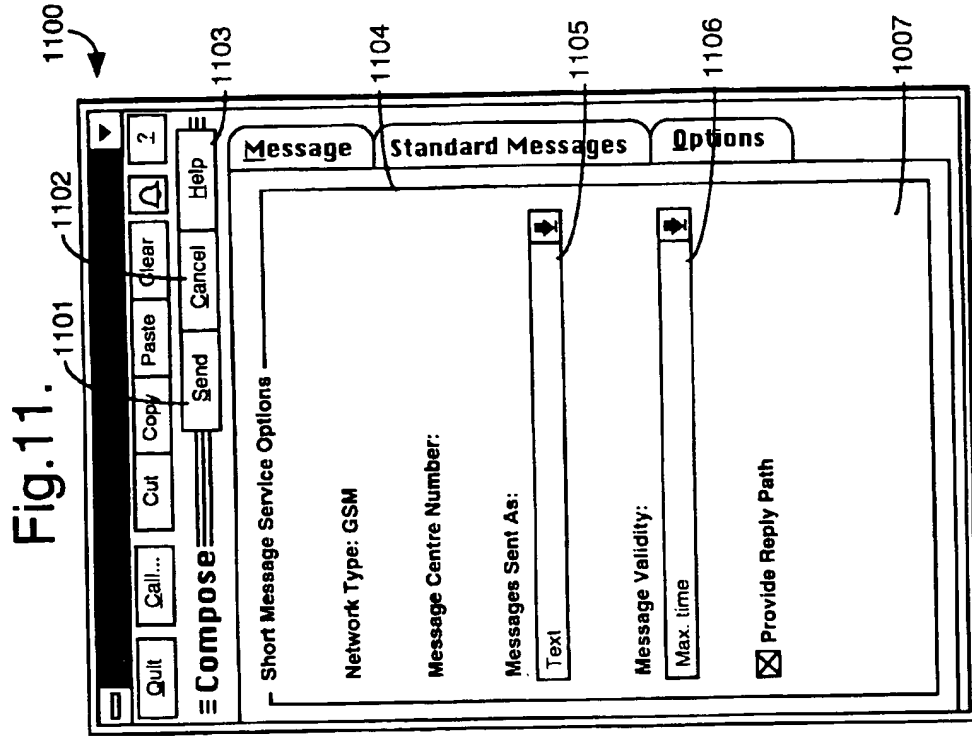 Fig.11.
1100
1101
1102
Quit Call... Cut Copy Paste Clear ?
Compose Send Cancel Help
1103
Message Standard Messages Options
Short Message Service Options
1104
Network Type: GSM
Message Centre Number:
Messages Sent As:
Text
1105
Message Validity:
Max. time
1106
Provide Reply Path
1007